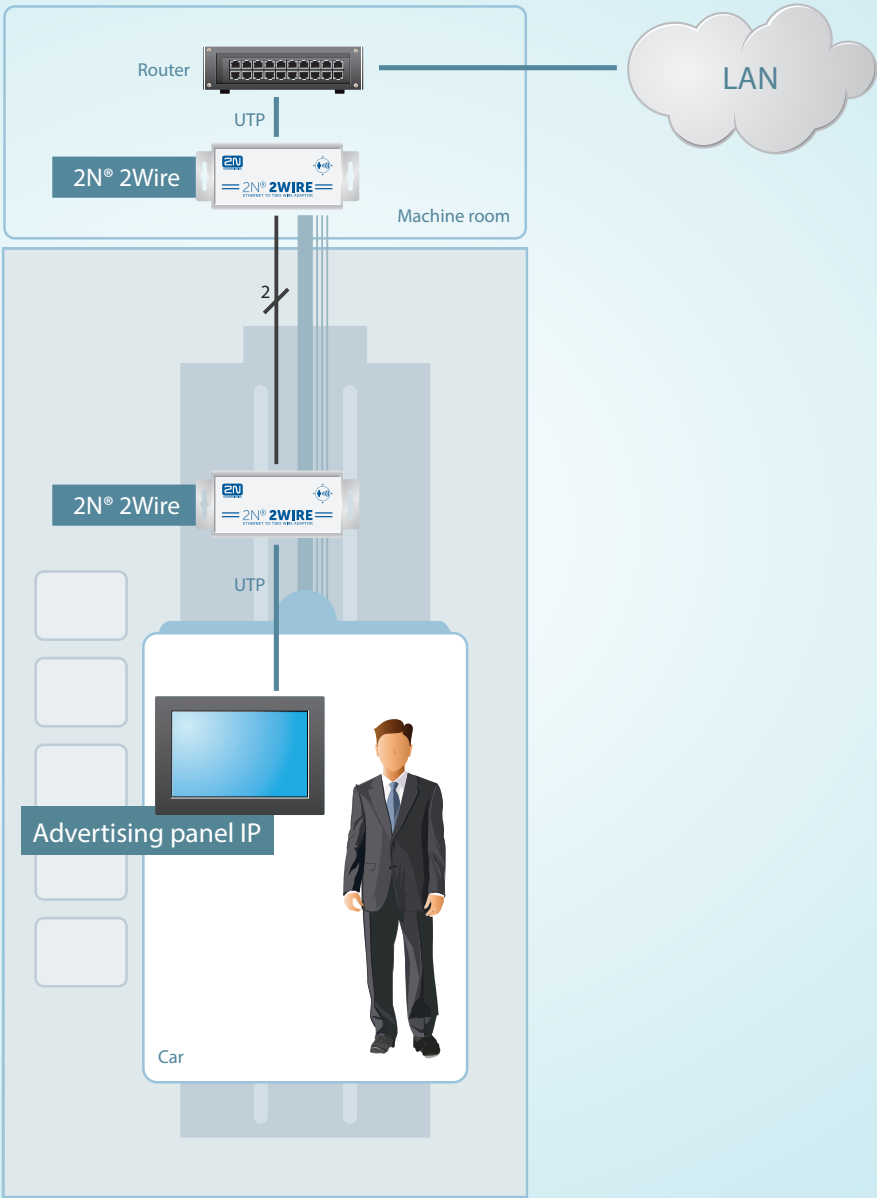 Router
LAN
UTP
2N® 2Wire
2N
2N® 2WIRE
ETHERNET TO TWO WIRE ADAPTOR
Machine room
2
2N® 2Wire
2N
2N® 2WIRE
ETHERNET TO TWO WIRE ADAPTOR
UTP
Advertising panel IP
Car